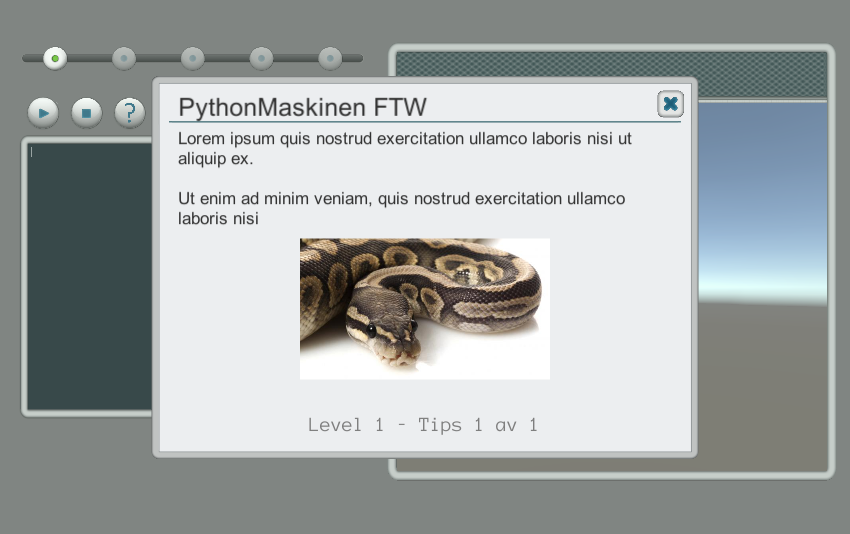 PythonMaskinen FTW
Lorem ipsum quis nostrud exercitation ullamco laboris nisi ut
aliquip ex.
Ut enim ad minim veniam, quis nostrud exercitation ullamco
laboris nisi
Level 1 - Tips 1 av 1
?